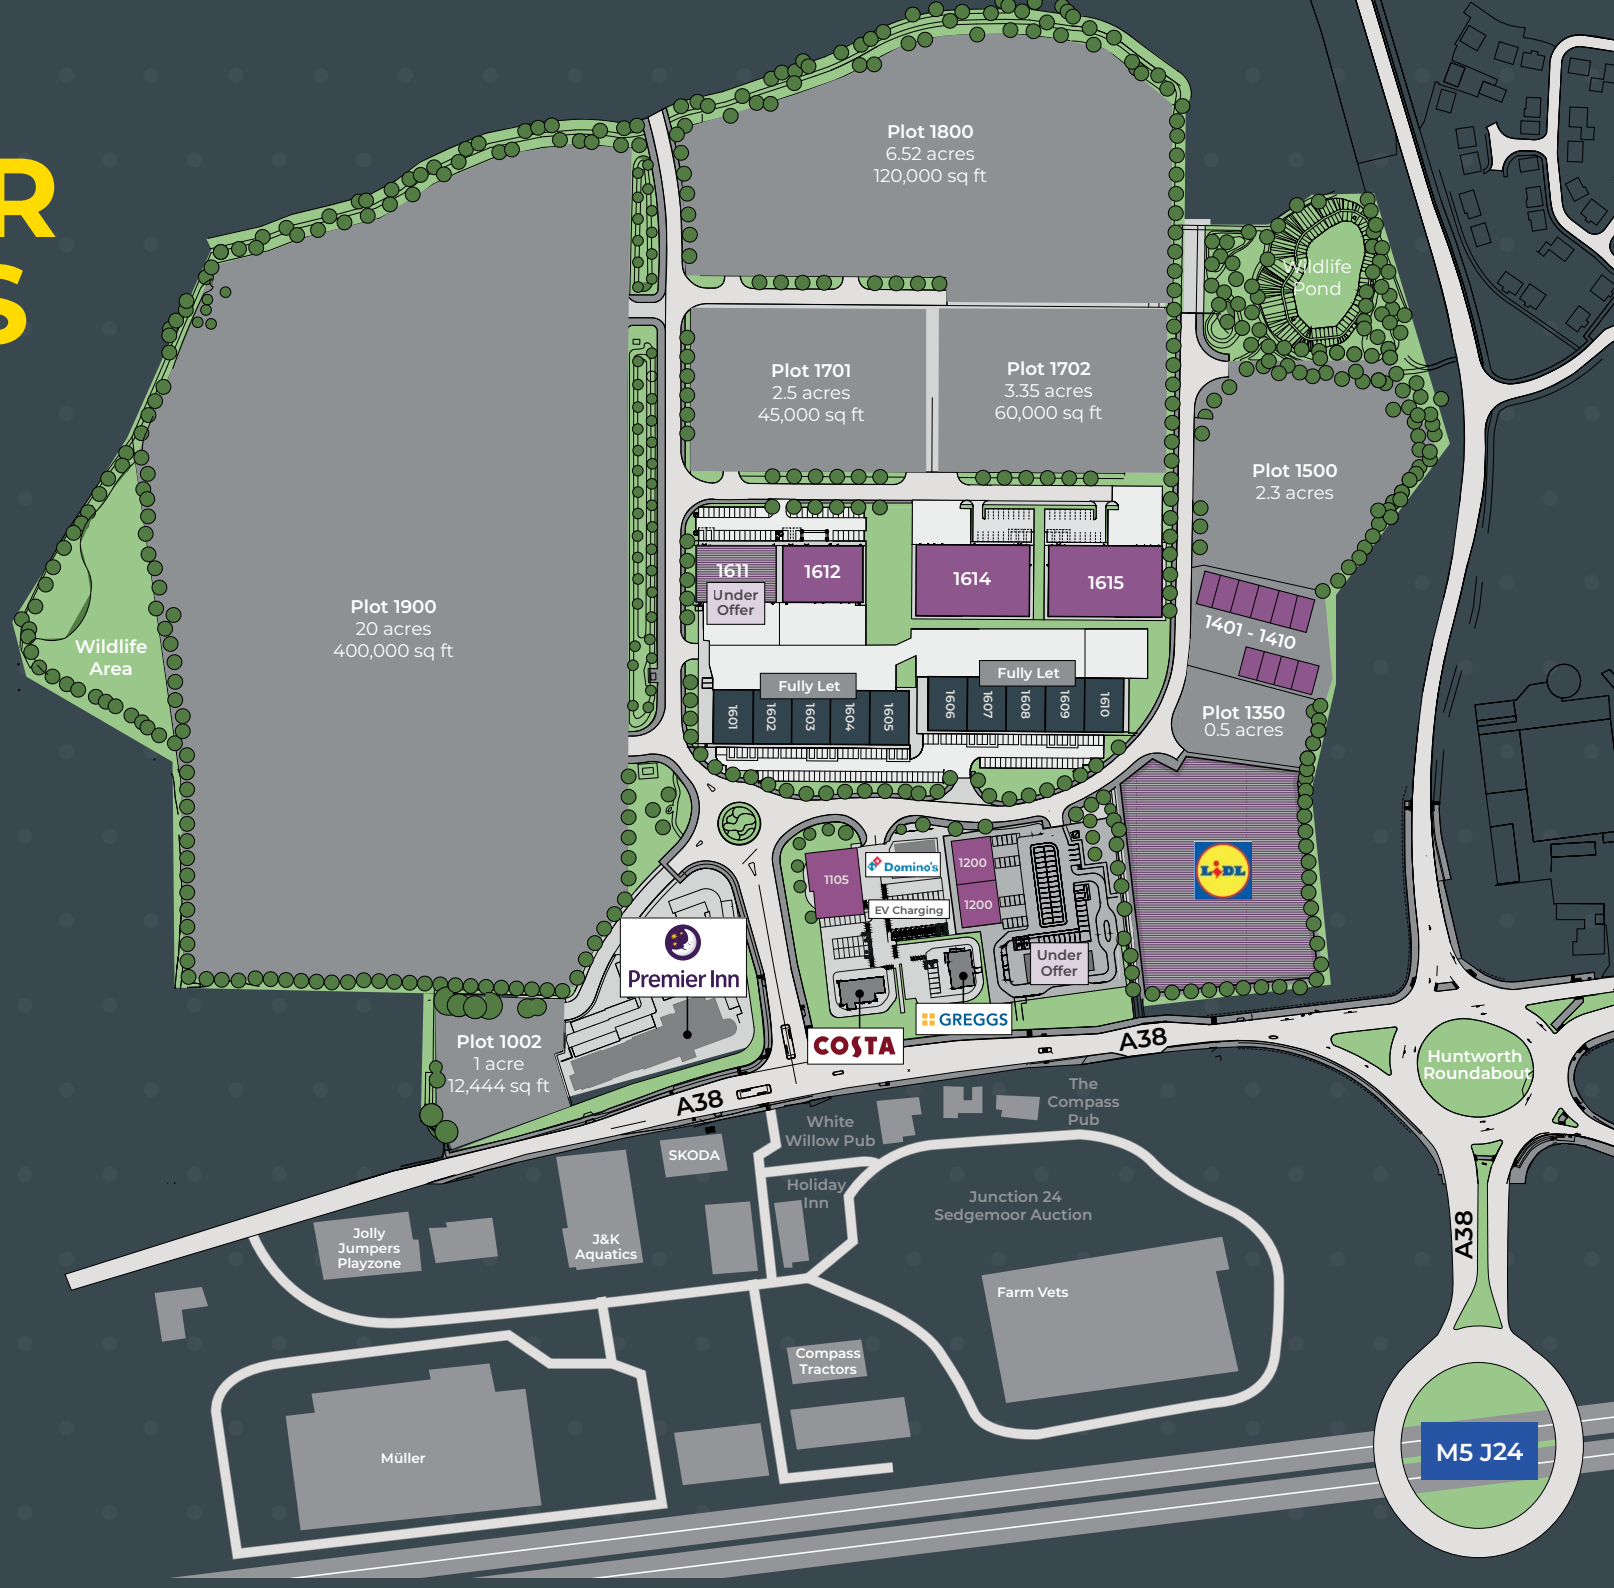 R
S
Plot 1800
6.52 acres
120,000 sq ft
Wildlife
Pond
Plot 1701
2.5 acres
45,000 sq ft
Plot 1702
3.35 acres
60,000 sq ft
Plot 1500
2.3 acres
1611
Under
Offer
1612
1614
1615
Plot 1900
20 acres
400,000 sq ft
Wildlife
Area
1401 - 1410
Fully Let
Fully Let
1601
1602
1603
1604
1605
1606
1607
1608
1609
1610
Plot 1350
0.5 acres
1105
Domino's
1200
EV Charging
1200
LIDL
Premier Inn
Under
Offer
GREGGS
COSTA
A38
Plot 1002
1 acre
12,444 sq ft
A38
Huntworth
Roundabout
The
Compass
Pub
White
Willow Pub
SKODA
Holiday
Inn
Junction 24
Sedgemoor Auction
Jolly
Jumpers
Playzone
J&K
Aquatics
A38
Farm Vets
Compass
Tractors
Müller
M5 J24